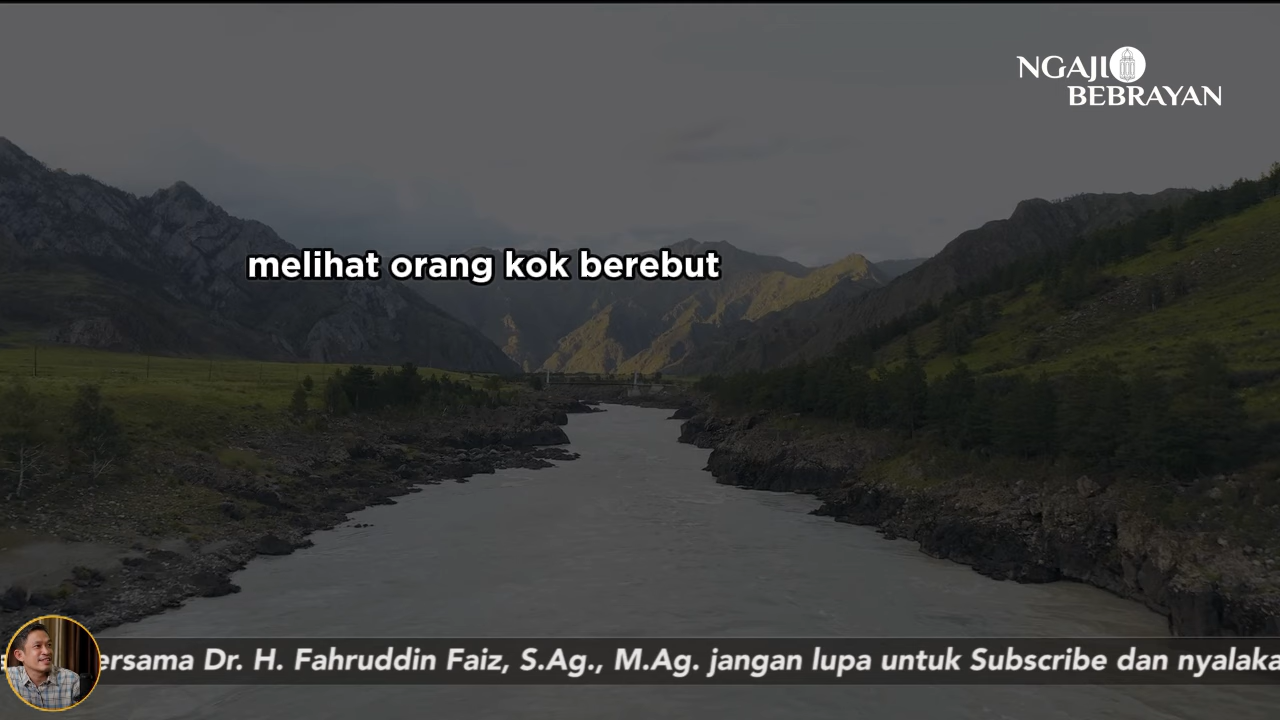 NGAJI
BEBRAYAN
melihat orang kok berebut
ersama Dr. H. Fahruddin Faiz, S.Ag., M.Ag. jangan lupa untuk Subscribe dan nyalaka